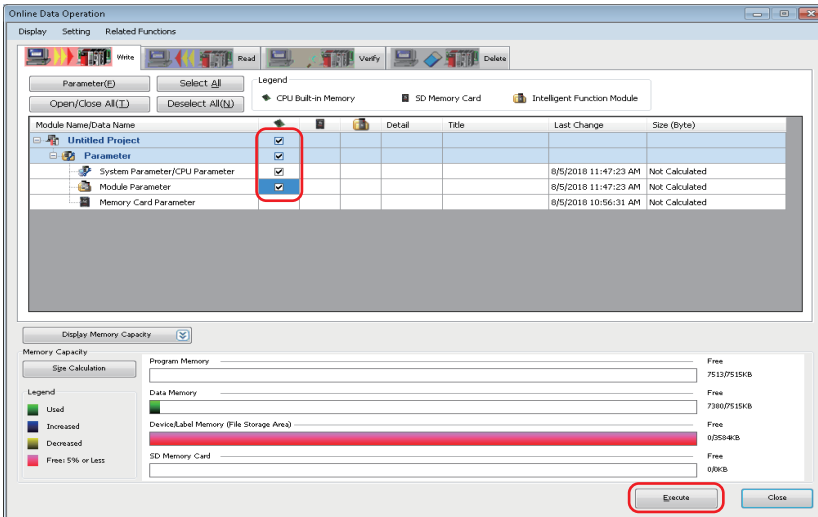 Online Data Operation
Display Setting Related Functions
Write Read Verify Delete
Parameter(F) Select All
Open/Close All(T) Deselect All(N)
Legend
CPU Built-in Memory SD Memory Card Intelligent Function Module
Module Name/Data Name Detail Title Last Change Size (Byte)
Untitled Project
Parameter
System Parameter/CPU Parameter 8/5/2018 11:47:23 AM Not Calculated
Module Parameter 8/5/2018 11:47:23 AM Not Calculated
Memory Card Parameter 8/5/2018 10:56:31 AM Not Calculated
Display Memory Capacity
Memory Capacity
Size Calculation
Legend
Used
Increased
Decreased
Free: 5% or Less
Program Memory Free
7513/7515KB
Data Memory Free
7380/7515KB
Device/Label Memory (File Storage Area) Free
0/3584KB
SD Memory Card Free
0/0KB
Execute Close